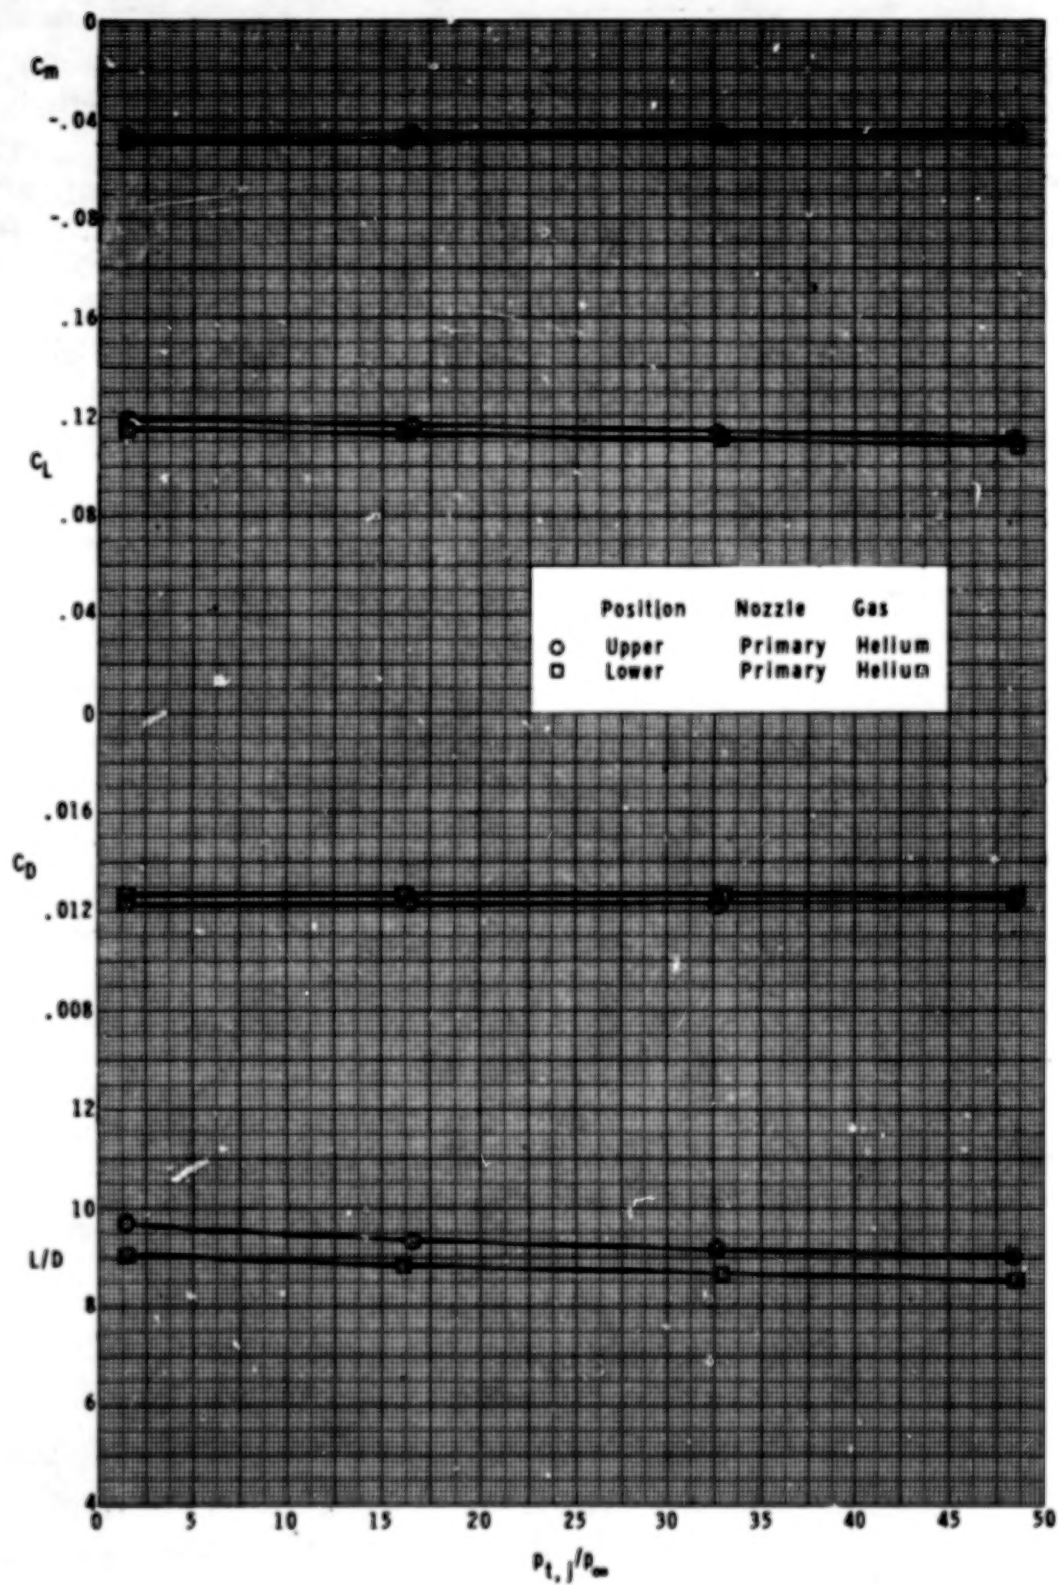 0
Cm
-.04
-.08
.16
.12
CL
.08
Position Nozzle Gas
.04
Upper Primary Helium
Lower Primary Helium
0
.016
CD
.012
.008
12
10
L/D
8
6
4
0 5 10 15 20 25 30 35 40 45 50
pt,j/p∞